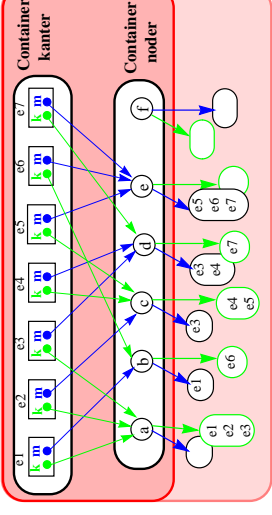 e1 e2 e3 e4 e5 e6 e7
k m k m k m k m k m k m k m
Container
kanter
a b c d e f
Container
noder
e1
e2
e3
e1
e6
e3
e4
e5
e3
e4
e7
e5
e6
e7